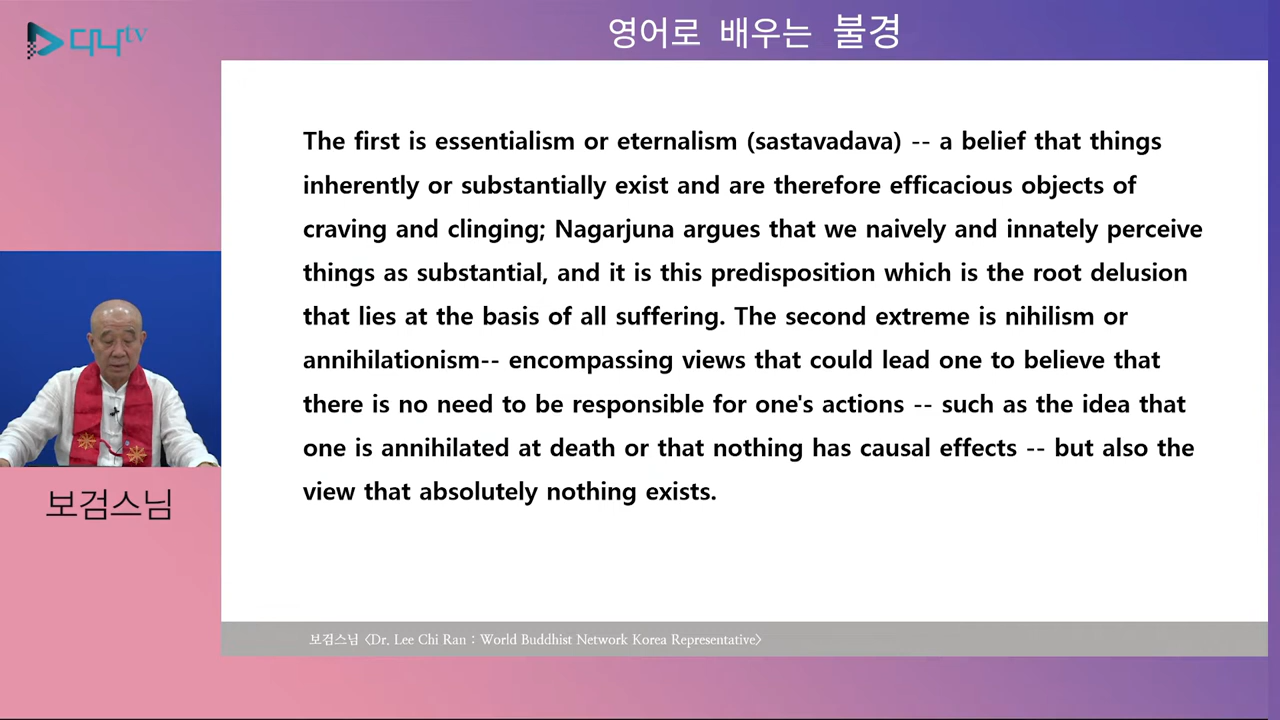 디나tv
영어로 배우는 불경
The first is essentialism or eternalism (sastavadava) -- a belief that things
inherently or substantially exist and are therefore efficacious objects of
craving and clinging; Nagarjuna argues that we naively and innately perceive
things as substantial, and it is this predisposition which is the root delusion
that lies at the basis of all suffering. The second extreme is nihilism or
annihilationism-- encompassing views that could lead one to believe that
there is no need to be responsible for one's actions -- such as the idea that
one is annihilated at death or that nothing has causal effects -- but also the
view that absolutely nothing exists.
보검스님
보검스님 <Dr. Lee Chi Ran : World Buddhist Network Korea Representative>